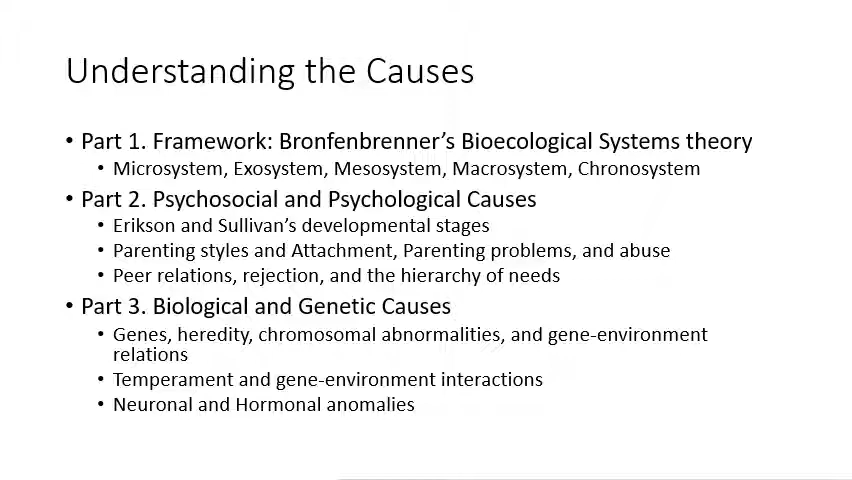 Understanding the Causes
• Part 1. Framework: Bronfenbrenner's Bioecological Systems theory
• Microsystem, Exosystem, Mesosystem, Macrosystem, Chronosystem
• Part 2. Psychosocial and Psychological Causes
• Erikson and Sullivan's developmental stages
• Parenting styles and Attachment, Parenting problems, and abuse
• Peer relations, rejection, and the hierarchy of needs
• Part 3. Biological and Genetic Causes
• Genes, heredity, chromosomal abnormalities, and gene-environment
relations
• Temperament and gene-environment interactions
• Neuronal and Hormonal anomalies